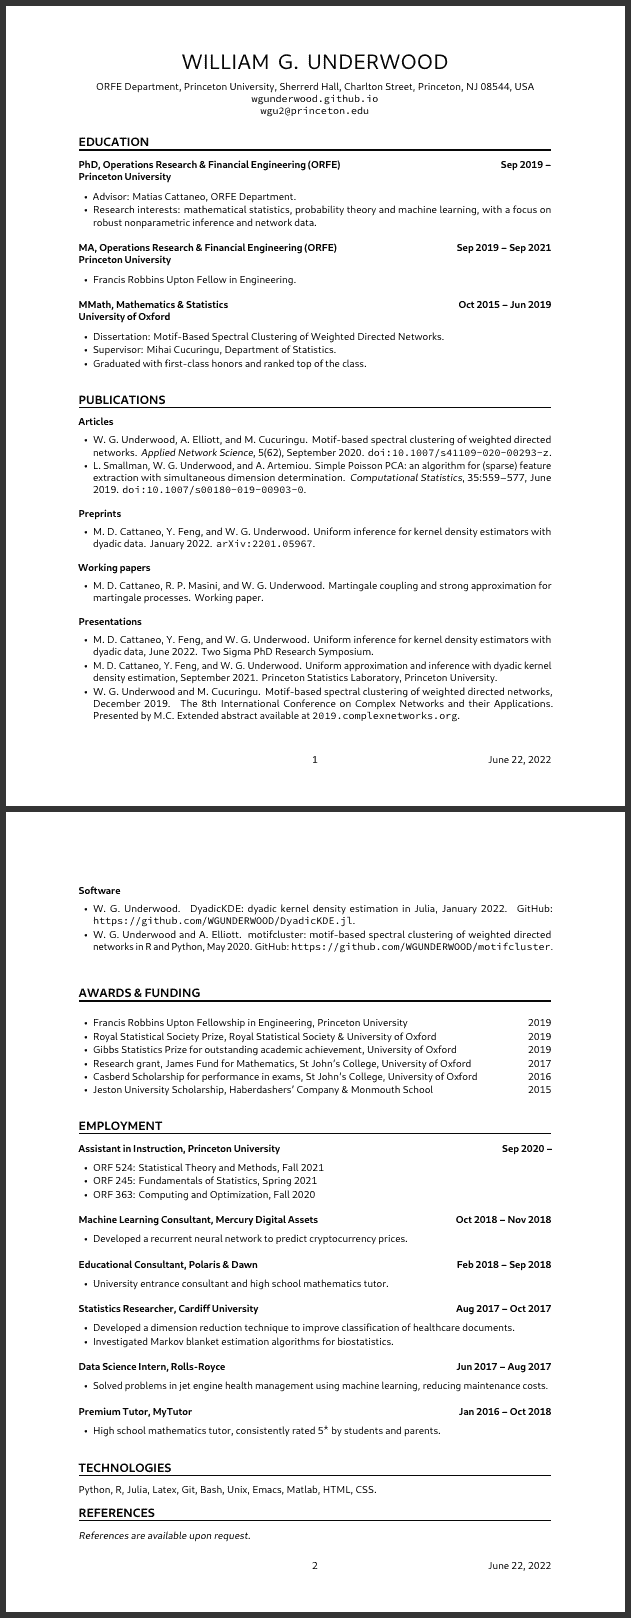 WILLIAM G. UNDERWOOD
ORFE Department, Princeton University, Sherrerd Hall, Charlton Street, Princeton, NJ 08544, USA
wgunderwood.github.io
wgu2@princeton.edu
EDUCATION
PhD, Operations Research & Financial Engineering (ORFE) Sep 2019 –
Princeton University
• Advisor: Matias Cattaneo, ORFE Department.
• Research interests: mathematical statistics, probability theory and machine learning, with a focus on
robust nonparametric inference and network data.
MA, Operations Research & Financial Engineering (ORFE) Sep 2019 – Sep 2021
Princeton University
• Francis Robbins Upton Fellow in Engineering.
MMath, Mathematics & Statistics Oct 2015 – Jun 2019
University of Oxford
• Dissertation: Motif-Based Spectral Clustering of Weighted Directed Networks.
• Supervisor: Mihai Cucuringu, Department of Statistics.
• Graduated with first-class honors and ranked top of the class.
PUBLICATIONS
Articles
• W. G. Underwood, A. Elliott, and M. Cucuringu. Motif-based spectral clustering of weighted directed
networks. Applied Network Science, 5(62), September 2020. doi:10.1007/s41109-020-00293-z.
• L. Smallman, W. G. Underwood, and A. Artemiou. Simple Poisson PCA: an algorithm for (sparse) feature
extraction with simultaneous dimension determination. Computational Statistics, 35:559–577, June
2019. doi:10.1007/s00180-019-00903-0.
Preprints
• M. D. Cattaneo, Y. Feng, and W. G. Underwood. Uniform inference for kernel density estimators with
dyadic data. January 2022. arXiv:2201.05967.
Working papers
• M. D. Cattaneo, R. P. Masini, and W. G. Underwood. Martingale coupling and strong approximation for
martingale processes. Working paper.
Presentations
• M. D. Cattaneo, Y. Feng, and W. G. Underwood. Uniform inference for kernel density estimators with
dyadic data, June 2022. Two Sigma PhD Research Symposium.
• M. D. Cattaneo, Y. Feng, and W. G. Underwood. Uniform approximation and inference with dyadic kernel
density estimation, September 2021. Princeton Statistics Laboratory, Princeton University.
• W. G. Underwood and M. Cucuringu. Motif-based spectral clustering of weighted directed networks,
December 2019. The 8th International Conference on Complex Networks and their Applications.
Presented by M.C. Extended abstract available at 2019.complexnetworks.org.
1 June 22, 2022
Software
• W. G. Underwood. DyadicKDE: dyadic kernel density estimation in Julia, January 2022. GitHub:
https://github.com/WGUNDERWOOD/DyadicKDE.jl.
• W. G. Underwood and A. Elliott. motifcluster: motif-based spectral clustering of weighted directed
networks in R and Python, May 2020. GitHub: https://github.com/WGUNDERWOOD/motifcluster.
AWARDS & FUNDING
• Francis Robbins Upton Fellowship in Engineering, Princeton University 2019
• Royal Statistical Society Prize, Royal Statistical Society & University of Oxford 2019
• Gibbs Statistics Prize for outstanding academic achievement, University of Oxford 2019
• Research grant, James Fund for Mathematics, St John's College, University of Oxford 2017
• Casberd Scholarship for performance in exams, St John's College, University of Oxford 2016
• Jeston University Scholarship, Haberdashers' Company & Monmouth School 2015
EMPLOYMENT
Assistant in Instruction, Princeton University Sep 2020 –
• ORF 524: Statistical Theory and Methods, Fall 2021
• ORF 245: Fundamentals of Statistics, Spring 2021
• ORF 363: Computing and Optimization, Fall 2020
Machine Learning Consultant, Mercury Digital Assets Oct 2018 – Nov 2018
• Developed a recurrent neural network to predict cryptocurrency prices.
Educational Consultant, Polaris & Dawn Feb 2018 – Sep 2018
• University entrance consultant and high school mathematics tutor.
Statistics Researcher, Cardiff University Aug 2017 – Oct 2017
• Developed a dimension reduction technique to improve classification of healthcare documents.
• Investigated Markov blanket estimation algorithms for biostatistics.
Data Science Intern, Rolls-Royce Jun 2017 – Aug 2017
• Solved problems in jet engine health management using machine learning, reducing maintenance costs.
Premium Tutor, MyTutor Jan 2016 – Oct 2018
• High school mathematics tutor, consistently rated 5* by students and parents.
TECHNOLOGIES
Python, R, Julia, Latex, Git, Bash, Unix, Emacs, Matlab, HTML, CSS.
REFERENCES
References are available upon request.
2 June 22, 2022